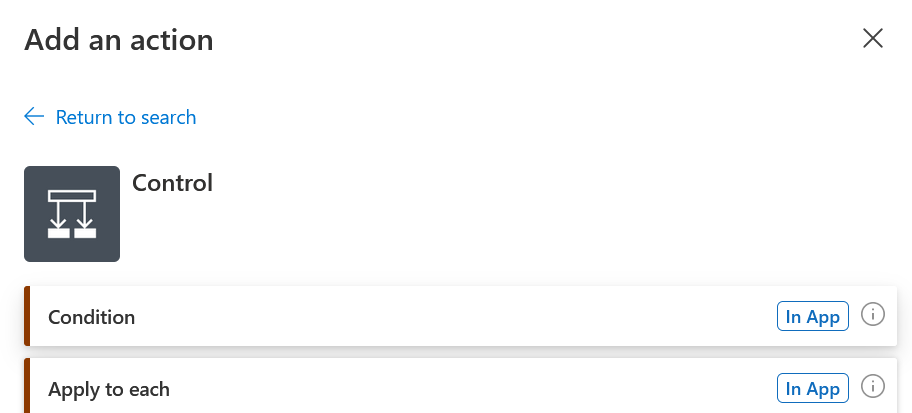 Add an action
Return to search
Control
Condition
In App
Apply to each
In App